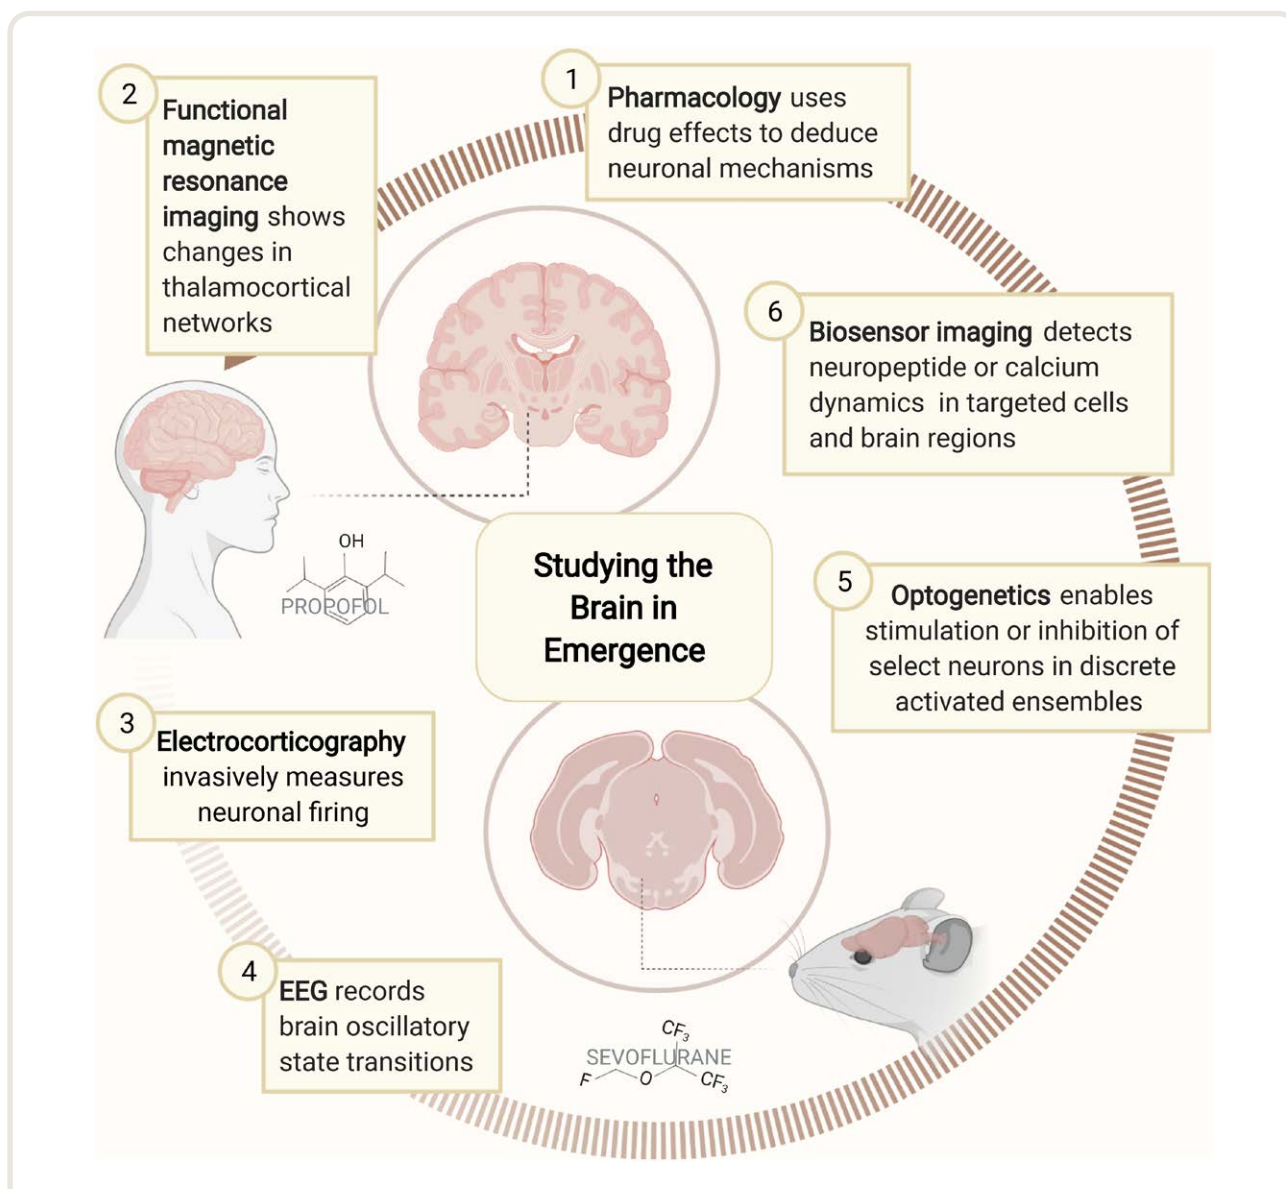 1
Pharmacology uses
drug effects to deduce
neuronal mechanisms
2
Functional
magnetic
resonance
imaging shows
changes in
thalamocortical
networks
OH
PROPOFOL
Studying the
Brain in
Emergence
3
Electrocorticography
invasively measures
neuronal firing
4
EEG records
brain oscillatory
state transitions
CF3
SEVOFLURANE
F
O
CF3
5
Optogenetics enables
stimulation or inhibition of
select neurons in discrete
activated ensembles
6
Biosensor imaging detects
neuropeptide or calcium
dynamics in targeted cells
and brain regions